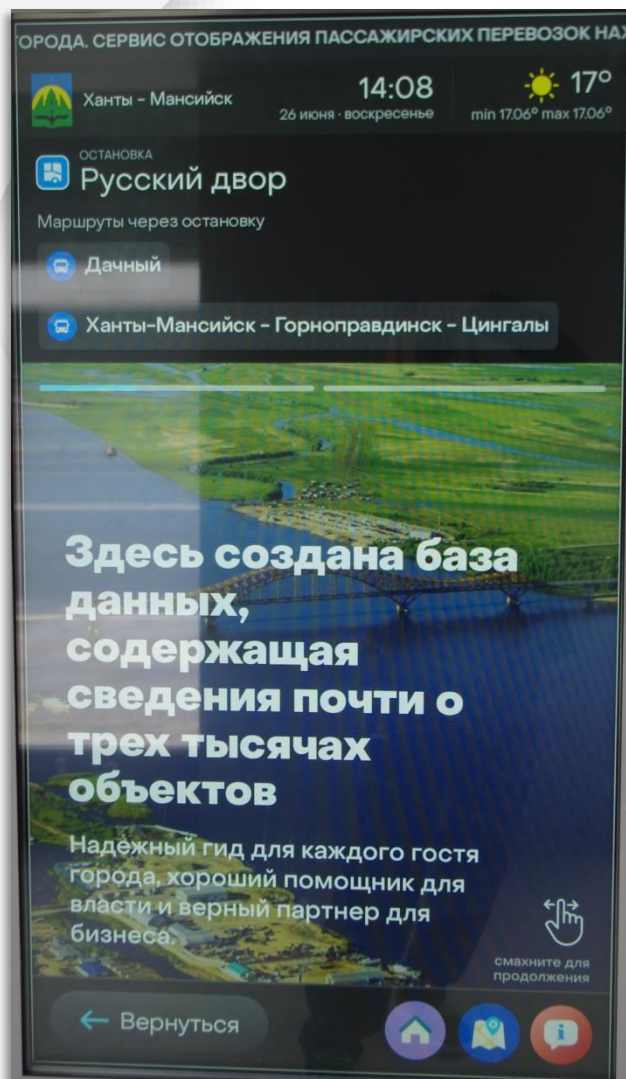 ОРОДА. СЕРВИС ОТОБРАЖЕНИЯ ПАССАЖИРСКИХ ПЕРЕВОЗОК
Ханты - Мансийск
14:08
26 июня · воскресенье
17°
min 17.06° max 17.06°
ОСТАНОВКА
Русский двор
Маршруты через остановку
Дачный
Ханты-Мансийск - Горноправдинск - Цингалы
Здесь создана база
данных,
содержащая
сведения почти о
трех тысячах
объектов
Надёжный гид для каждого гостя
города, хороший помощник для
власти и верный партнер для
бизнеса.
смахните для
продолжения
← Вернуться